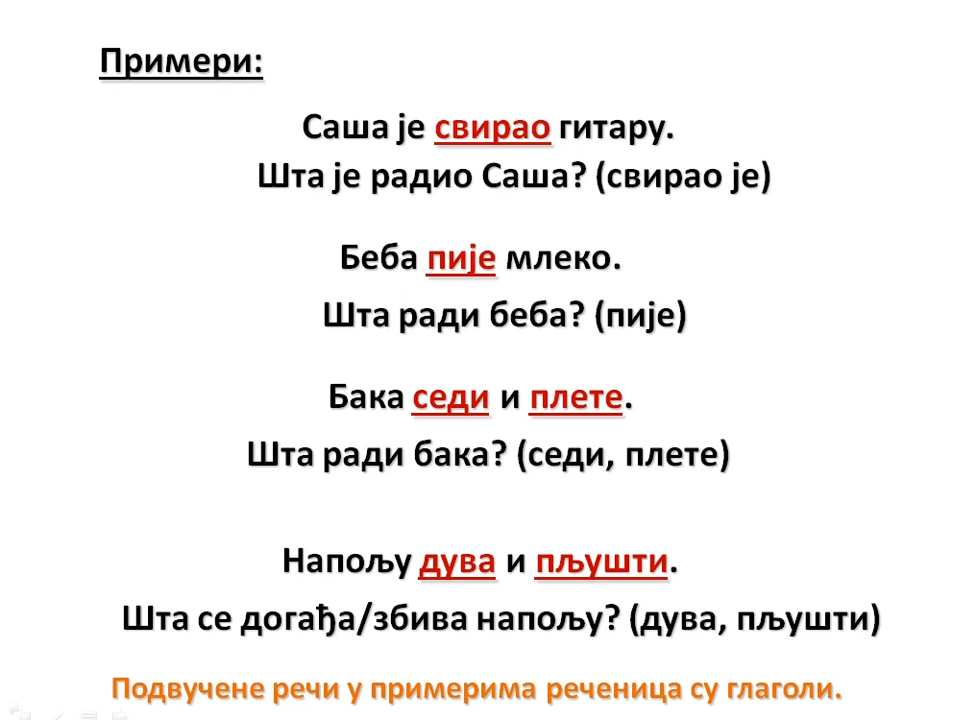 Примери:
Саша је свирао гитару.
Шта је радио Саша? (свирао је)
Беба пије млеко.
Шта ради беба? (пије)
Бака седи и плете.
Шта ради бака? (седи, плете)
Напољу дува и пљушти.
Шта се догађа/збива напољу? (дува, пљушти)
Подвучене речи у примерима реченица су глаголи.